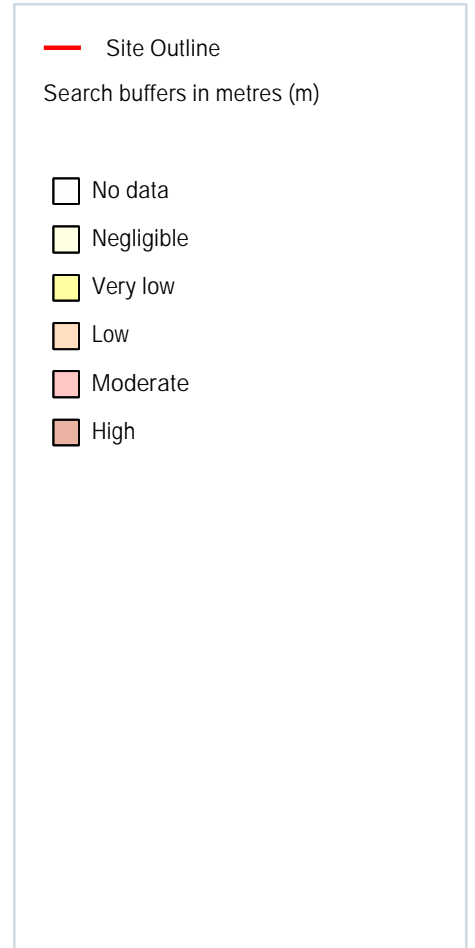 Site Outline
Search buffers in metres (m)
No data
Negligible
Very low
Low
Moderate
High